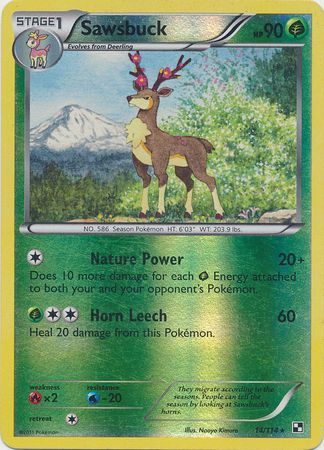 STAGE 1
Sawsbuck
HP 90
Evolves from Deerling
NO. 586 Season Pokémon HT: 6'03" WT: 203.9 lbs.
Nature Power 20+
Does 10 more damage for each Energy attached
to both your and your opponent's Pokémon.
Horn Leech 60
Heal 20 damage from this Pokémon.
weakness
×2
resistance
-20
retreat
They migrate according to the
seasons. People can tell the
season by looking at Sawsbuck's
horns.
©2011 Pokémon
Illus. Naoyo Kimura
14/114 ★